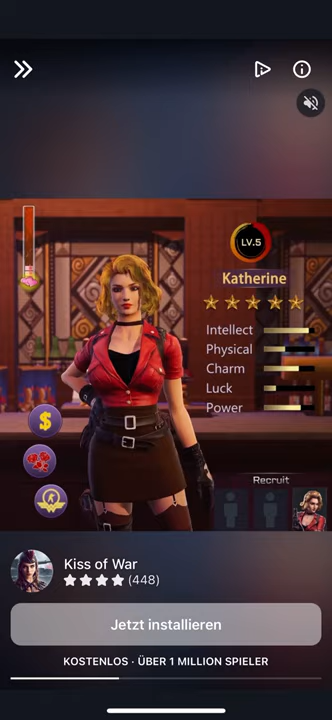 LV.5
Katherine
Intellect
Physical
Charm
Luck
Power
$
Recruit
Kiss of War
(448)
Jetzt installieren
KOSTENLOS · ÜBER 1 MILLION SPIELER